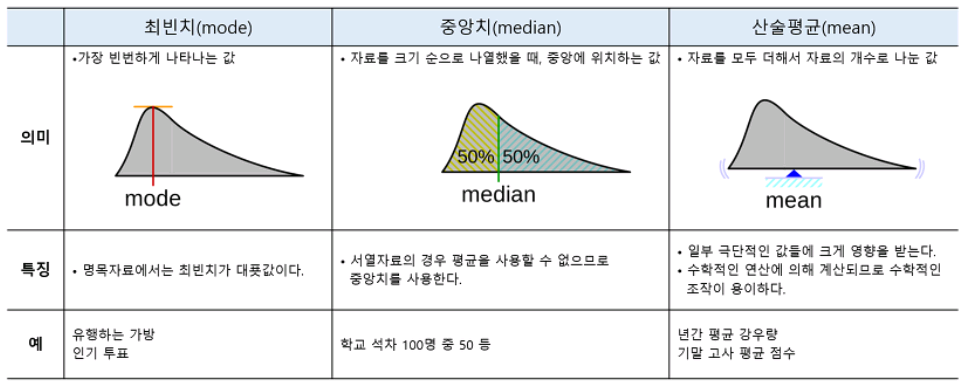 최빈치(mode)
중앙치(median)
산술평균(mean)
의미
•가장 빈번하게 나타나는 값
mode
• 자료를 크기 순으로 나열했을 때, 중앙에 위치하는 값
50% 50%
median
• 자료를 모두 더해서 자료의 개수로 나눈 값
mean
특징
• 명목자료에서는 최빈치가 대푯값이다.
• 서열자료의 경우 평균을 사용할 수 없으므로
중앙치를 사용한다.
• 일부 극단적인 값들에 크게 영향을 받는다.
• 수학적인 연산에 의해 계산되므로 수학적인
조작이 용이하다.
예
유행하는 가방
인기 투표
학교 석차 100명 중 50 등
년간 평균 강우량
기말 고사 평균 점수